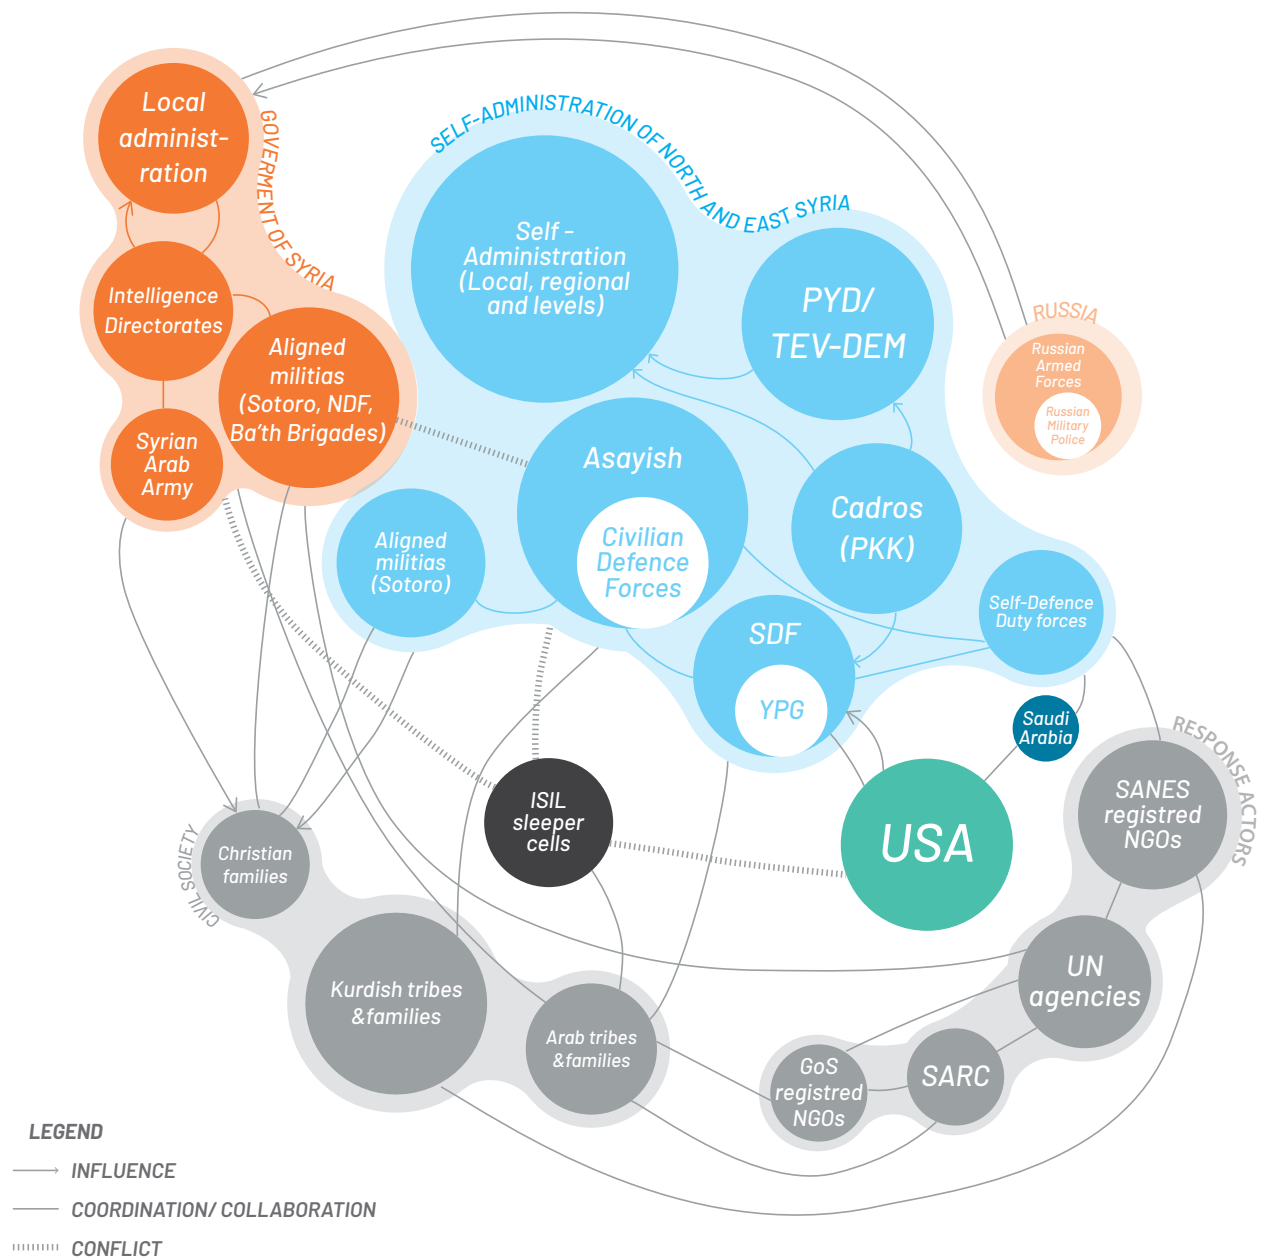 Local
administ-
ration
GOVERMENT OF SYRIA
Intelligence
Directorates
Aligned
militias
(Sotoro, NDF,
Ba'th Brigades)
Syrian
Arab
Army
SELF-ADMINISTRATION OF NORTH AND EAST SYRIA
Self -
Administration
(Local, regional
and levels)
PYD/
TEV-DEM
Asayish
Civilian
Defence
Forces
Cadros
(PKK)
Aligned
militias
(Sotoro)
SDF
YPG
Self-Defence
Duty forces
RUSSIA
Russian
Armed
Forces
Russian
Military
Police
Saudi
Arabia
USA
ISIL
sleeper
cells
RESPONSE ACTORS
SANES
registred
NGOs
UN
agencies
SARC
GoS
registred
NGOs
CIVIL SOCIETY
Christian
families
Kurdish tribes
&families
Arab tribes
&families
LEGEND
INFLUENCE
COORDINATION/ COLLABORATION
CONFLICT